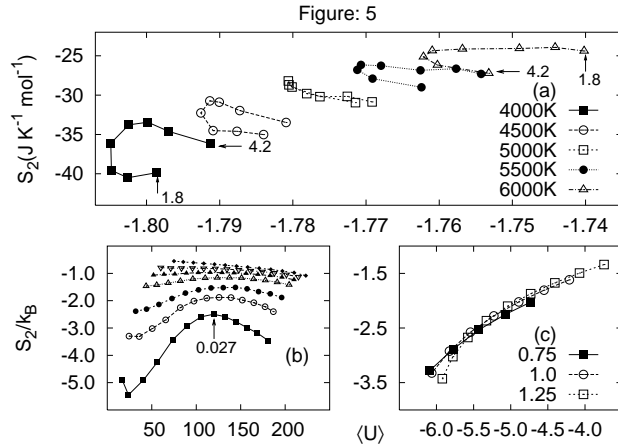 Figure: 5
S₂(J K⁻¹ mol⁻¹)
-25
-30
-35
-40
4.2
1.8
4.2
1.8
(a)
4000K
4500K
5000K
5500K
6000K
-1.80 -1.79 -1.78 -1.77 -1.76 -1.75 -1.74
S₂/k_B
-1.0
-2.0
-3.0
-4.0
-5.0
0.027
(b)
50 100 150 200
⟨U⟩
-1.5
-2.5
-3.5
(c)
0.75
1.0
1.25
-6.0 -5.5 -5.0 -4.5 -4.0